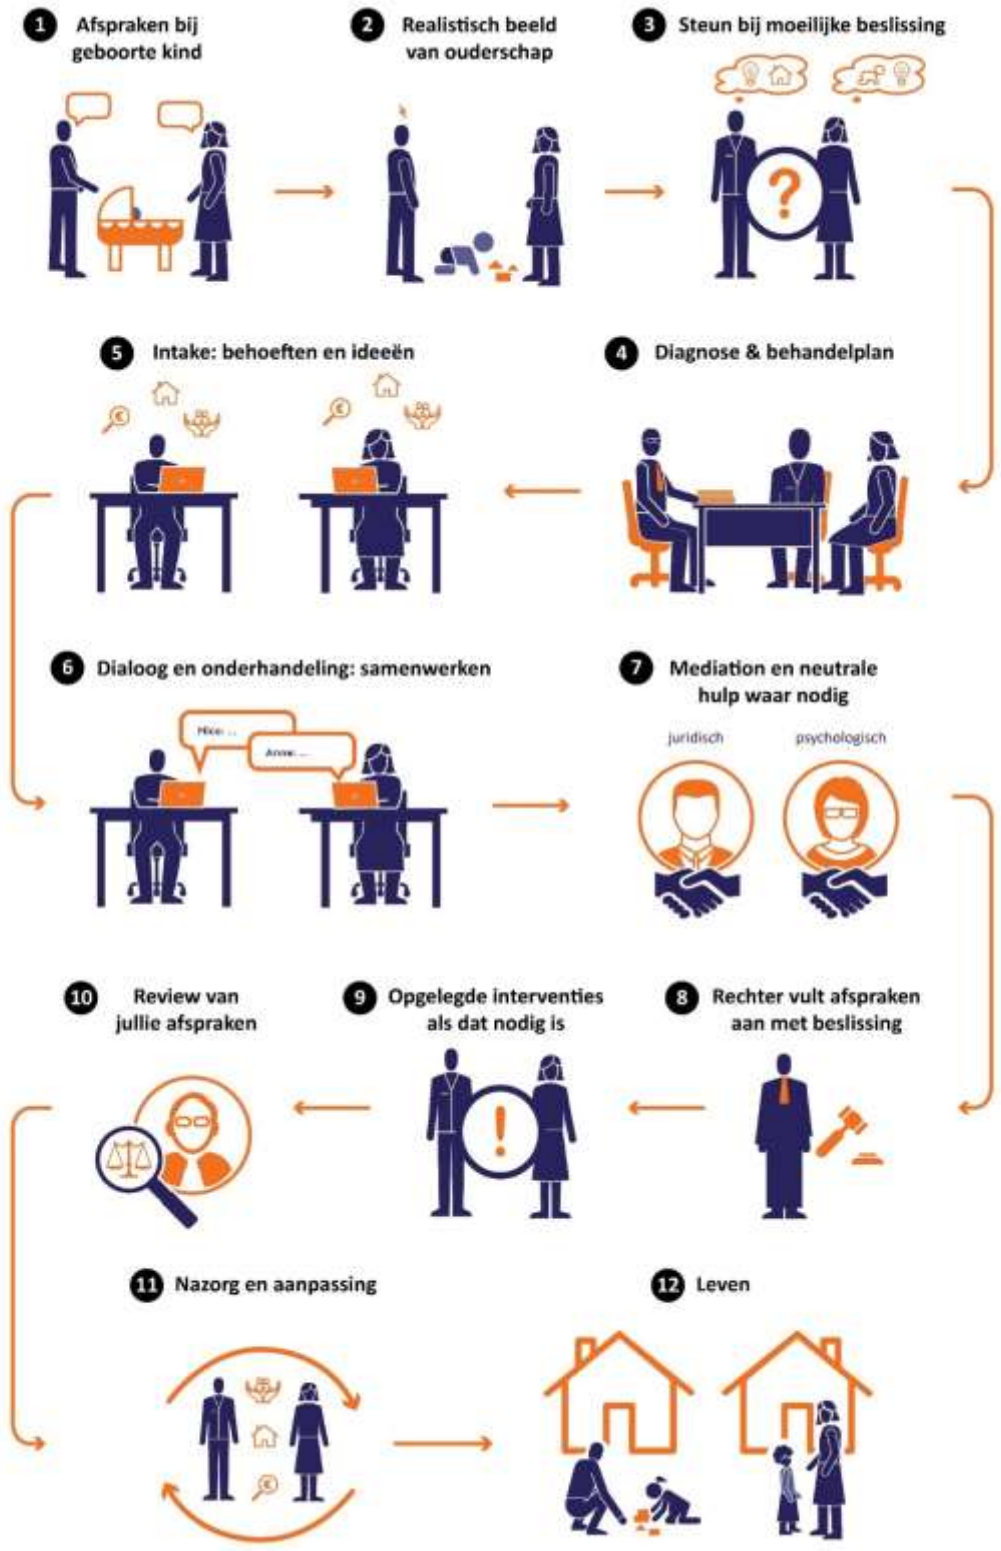 1 Afspraken bij
geboorte kind
2 Realistisch beeld
van ouderschap
3 Steun bij moeilijke beslissing
?
4 Diagnose & behandelplan
5 Intake: behoeften en ideeën
€
€
6 Dialoog en onderhandeling: samenwerken
Anne: ...
7 Mediation en neutrale
hulp waar nodig
juridisch
psychologisch
8 Rechter vult afspraken
aan met beslissing
9 Opgelegde interventies
als dat nodig is
!
10 Review van
jullie afspraken
11 Nazorg en aanpassing
€
12 Leven